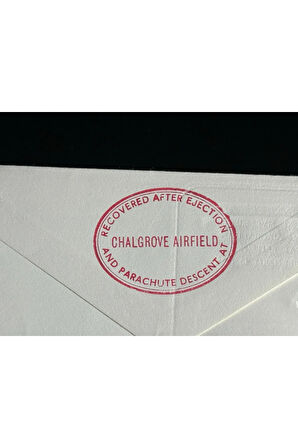 RECOVERED AFTER EJECTION
CHALGROVE AIRFIELD
AND PARACHUTE DESCENT AT